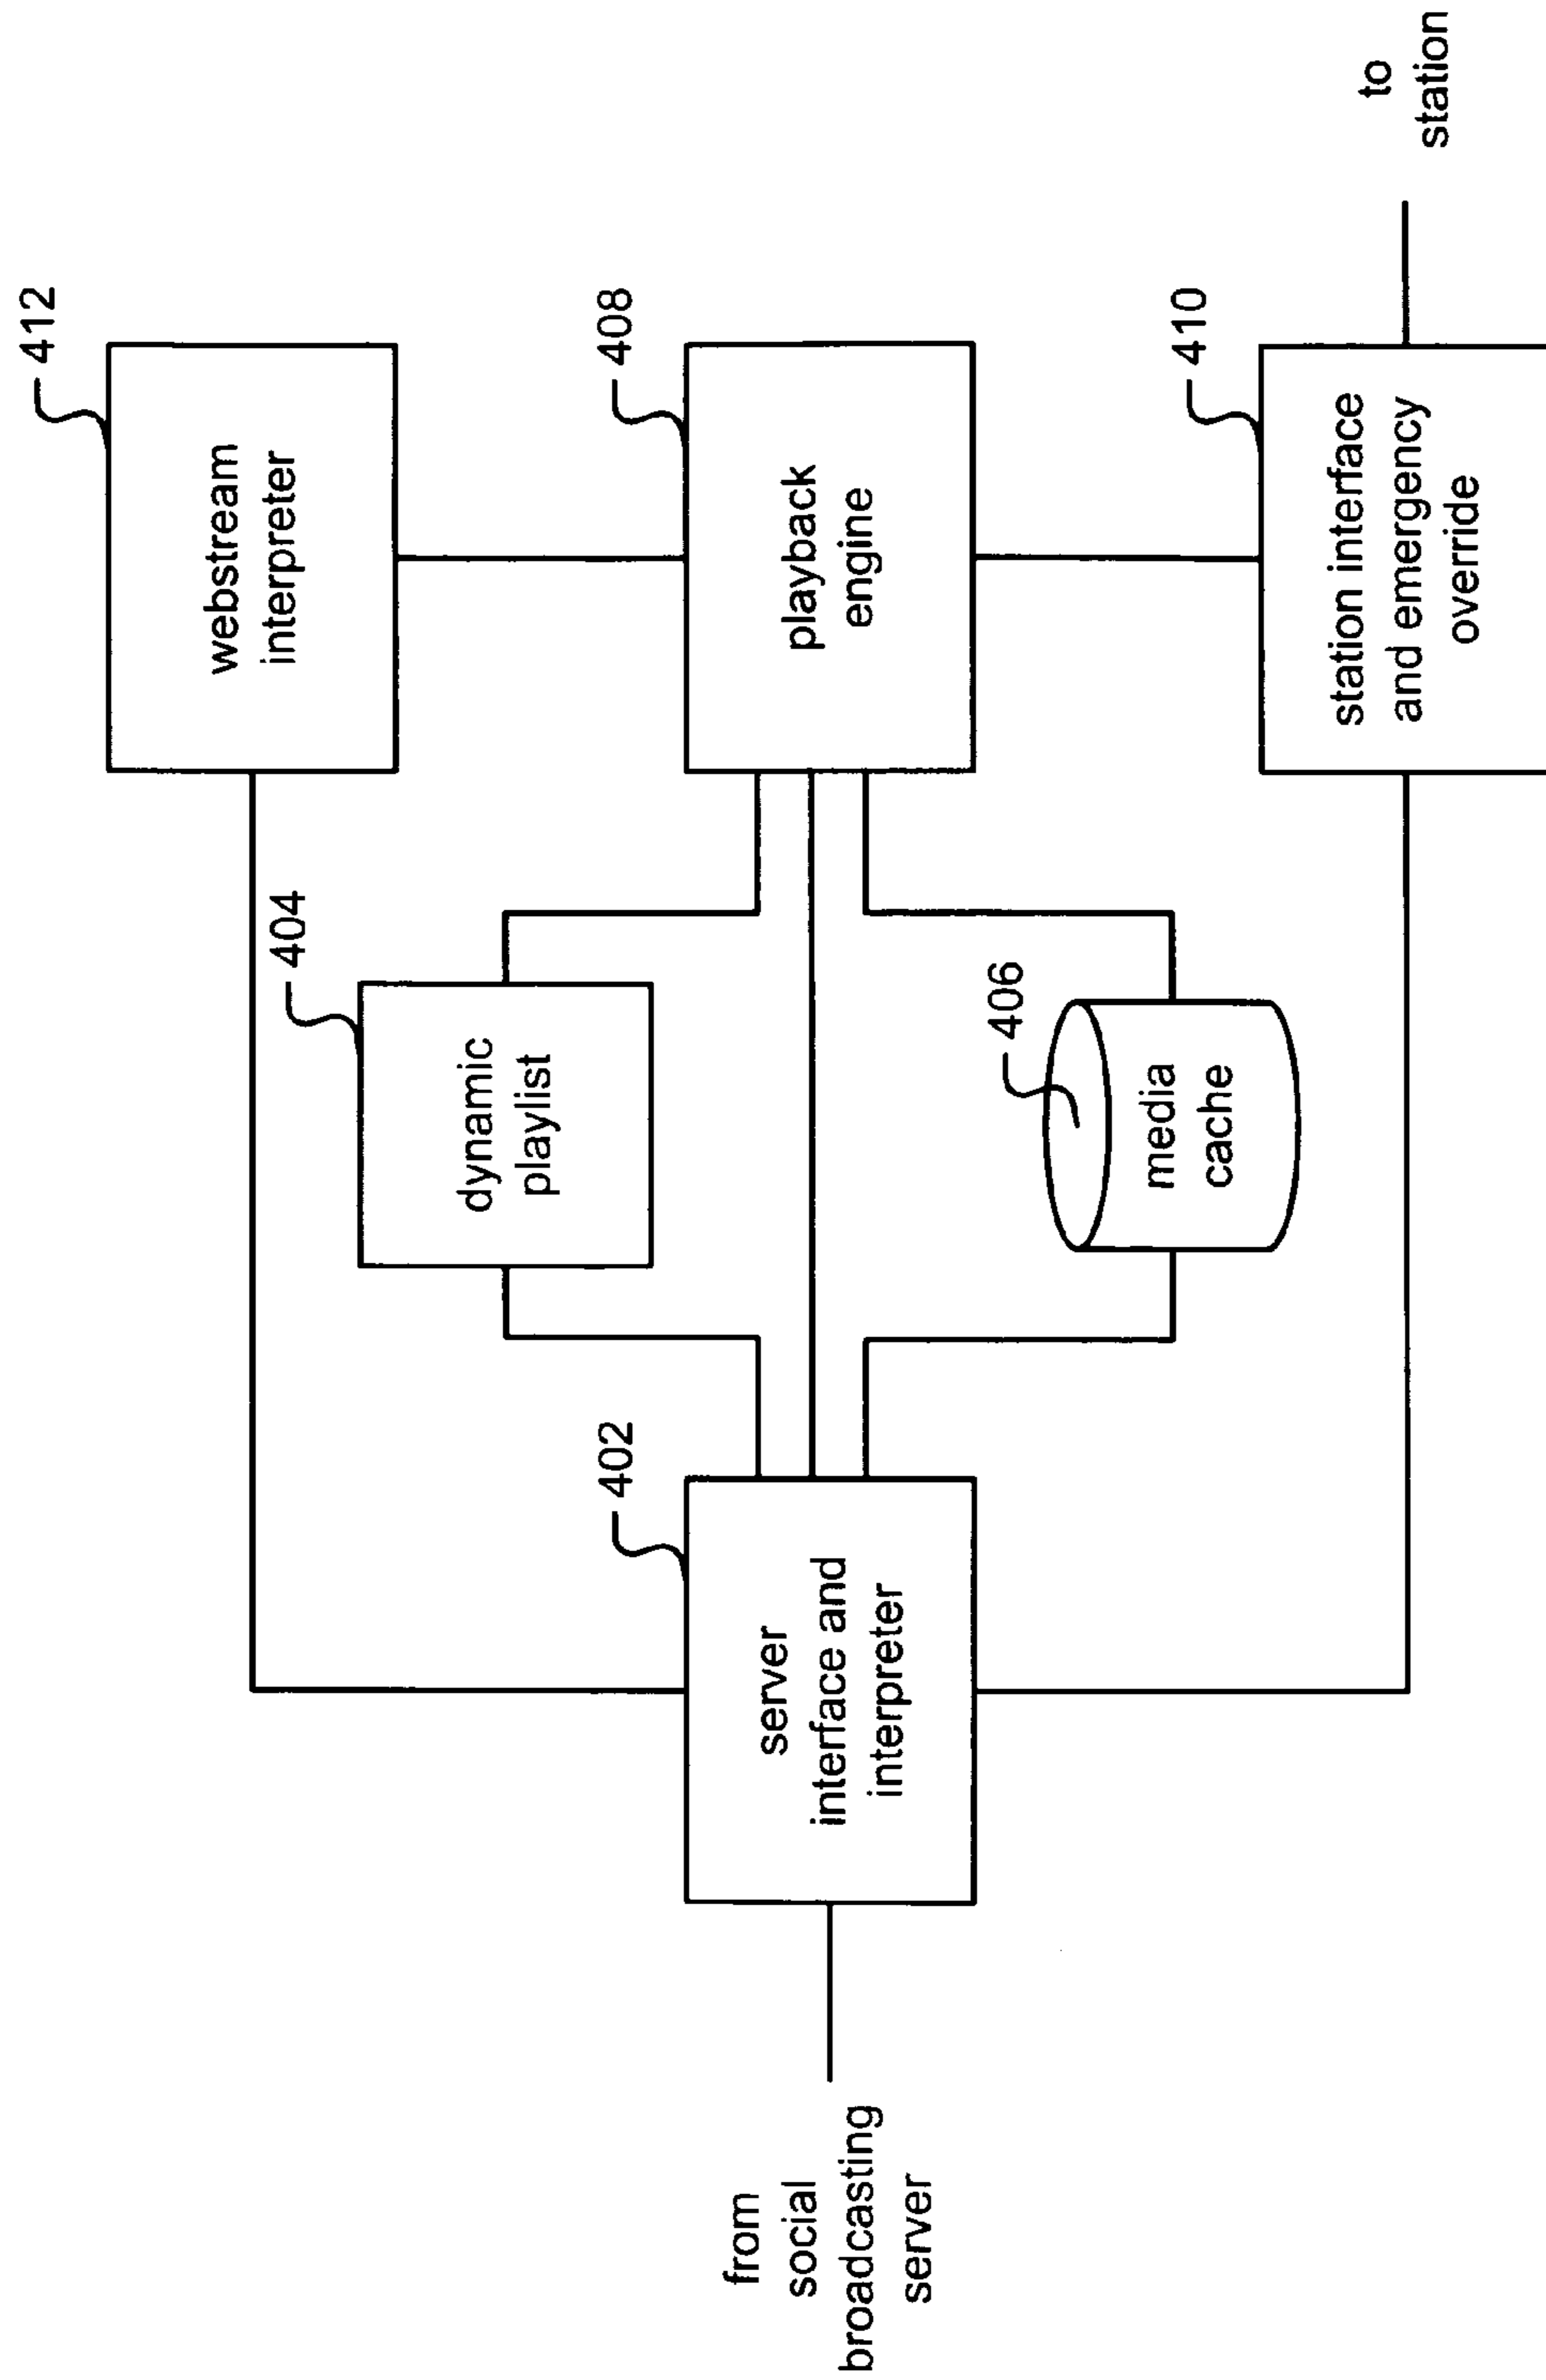 412
webstream
interpreter
404
dynamic
playlist
402
server
interface and
interpreter
408
playback
engine
406
media
cache
from
social
broadcasting
server
410
station interface
and emergency
override
to
station